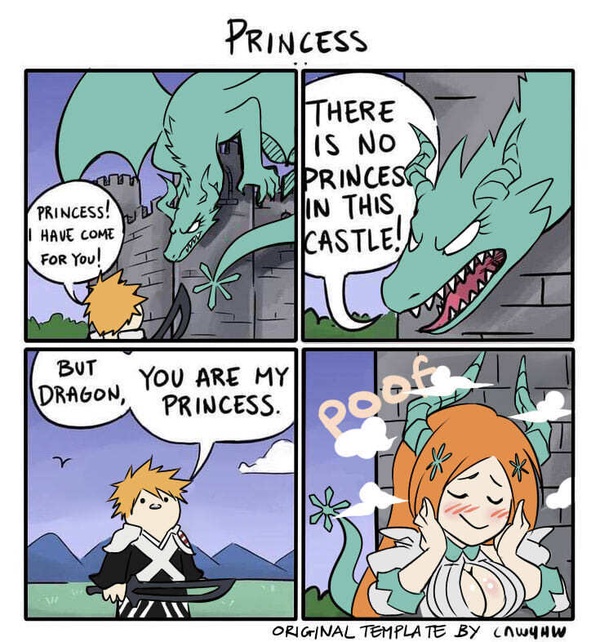 PRINCESS
PRINCESS!
I HAVE COME
FOR YOU!
THERE
IS NO
PRINCESS
IN THIS
CASTLE!
BUT
DRAGON,
YOU ARE MY
PRINCESS.
POOF
ORIGINAL TEMPLATE BY